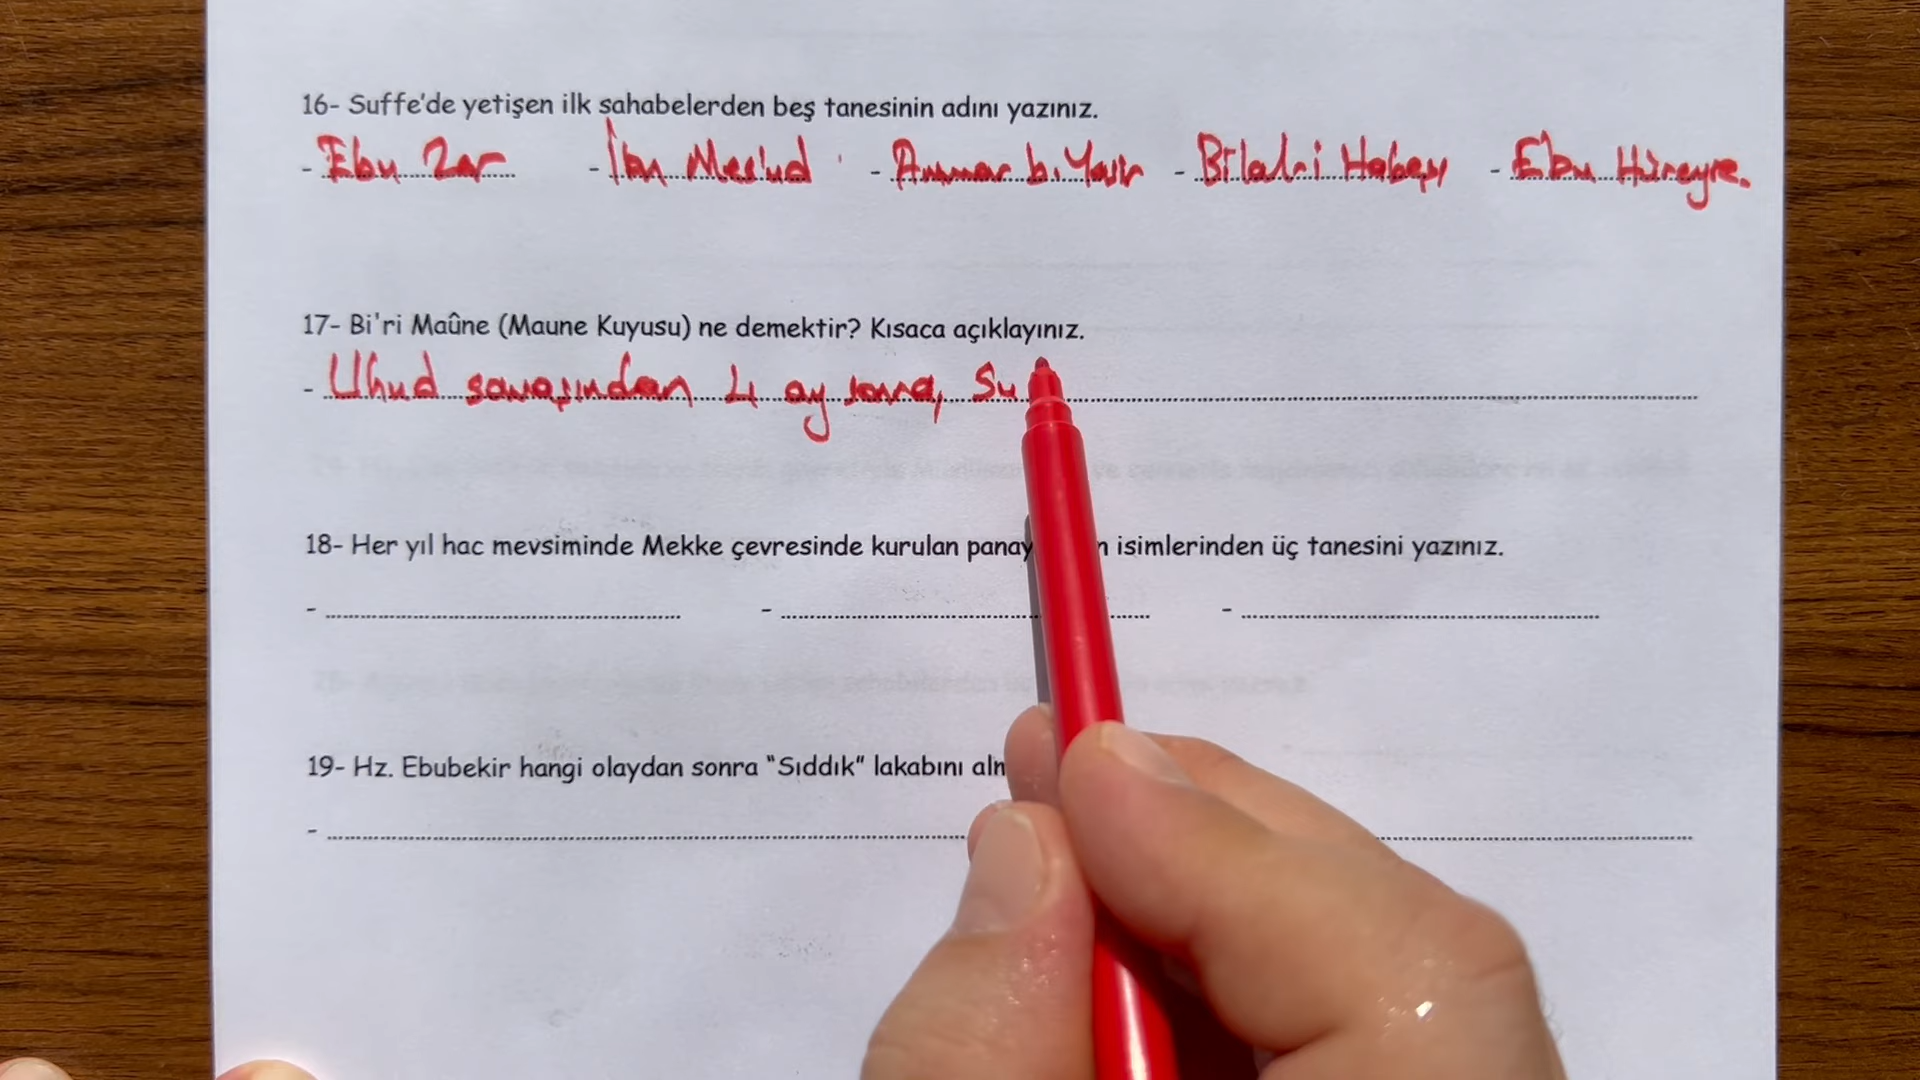 16- Suffe'de yetişen ilk sahabelerden beş tanesinin adını yazınız.
- Ebu Zer - İbn Mes'ud - Ammar b. Yasir - Bilal-i Habeşi - Ebu Hüreyre.
17- Bi'ri Maûne (Maune Kuyusu) ne demektir? Kısaca açıklayınız.
- Uhud savaşından 4 ay sonra, Su
18- Her yıl hac mevsiminde Mekke çevresinde kurulan isimlerinden üç tanesini yazınız.
- - -
19- Hz. Ebubekir hangi olaydan sonra "Sıddık" lakabını
-